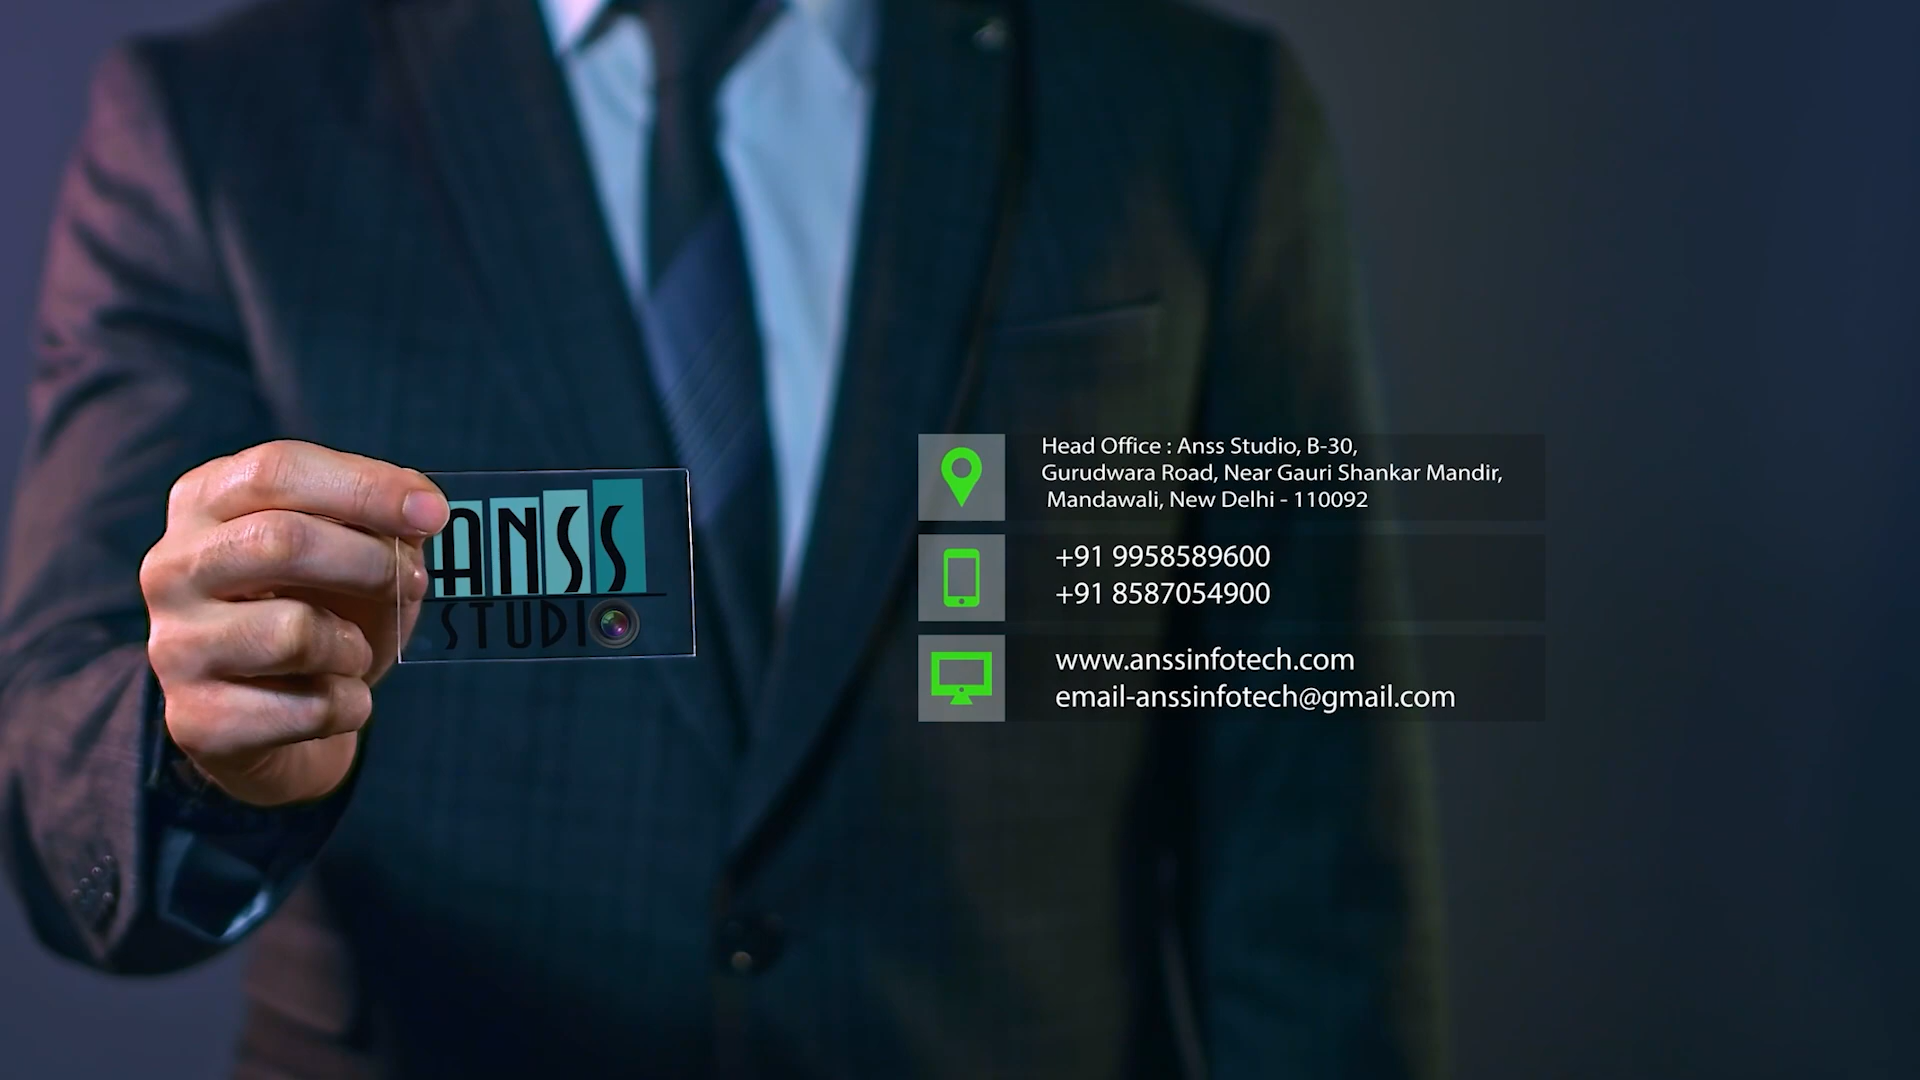 ANSS
STUDIO
Head Office : Anss Studio, B-30,
Gurudwara Road, Near Gauri Shankar Mandir,
Mandawali, New Delhi - 110092
+91 9958589600
+91 8587054900
www.anssinfotech.com
email-anssinfotech@gmail.com